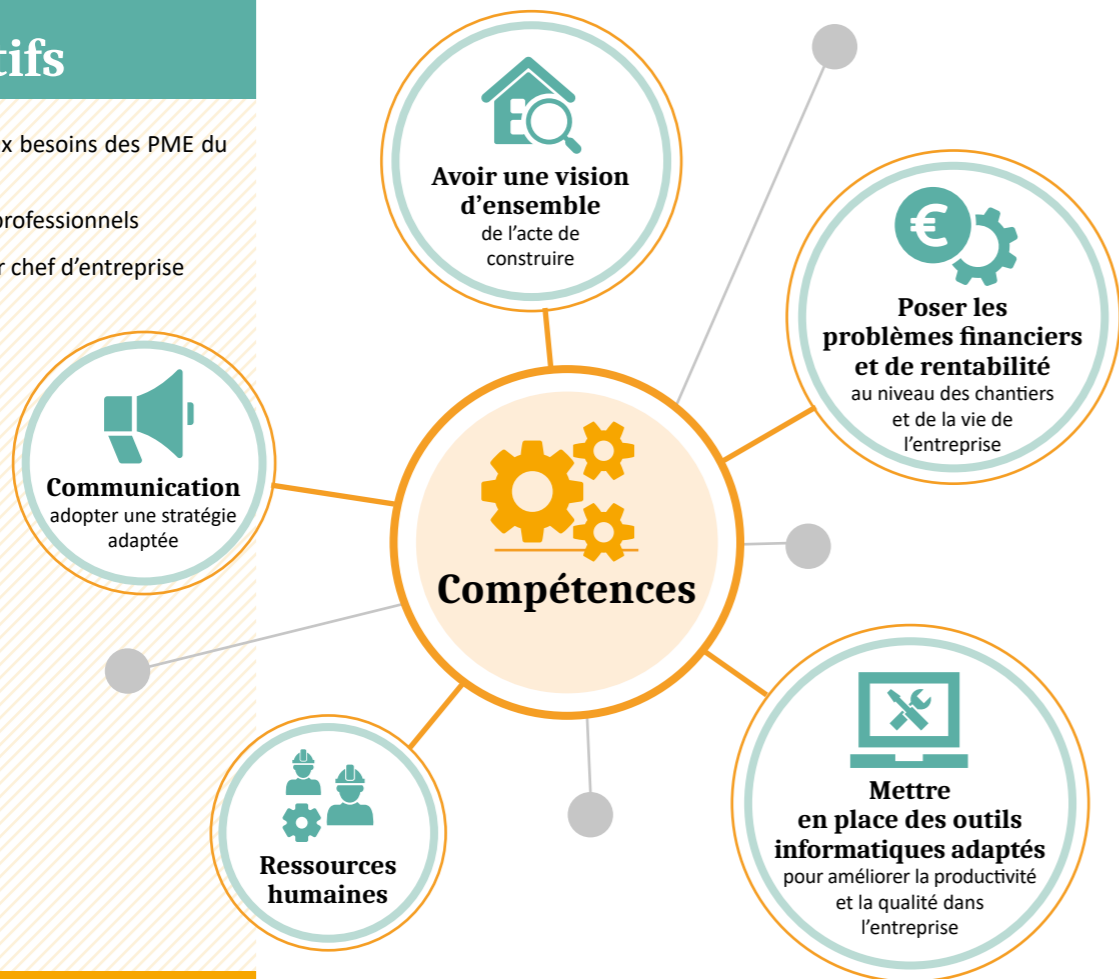 tifs
x besoins des PME du
professionnels
r chef d'entreprise
Avoir une vision
d'ensemble
de l'acte de
construire
Poser les
problèmes financiers
et de rentabilité
au niveau des chantiers
et de la vie de
l'entreprise
Communication
adopter une stratégie
adaptée
Compétences
Ressources
humaines
Mettre
en place des outils
informatiques adaptés
pour améliorer la productivité
et la qualité dans
l'entreprise